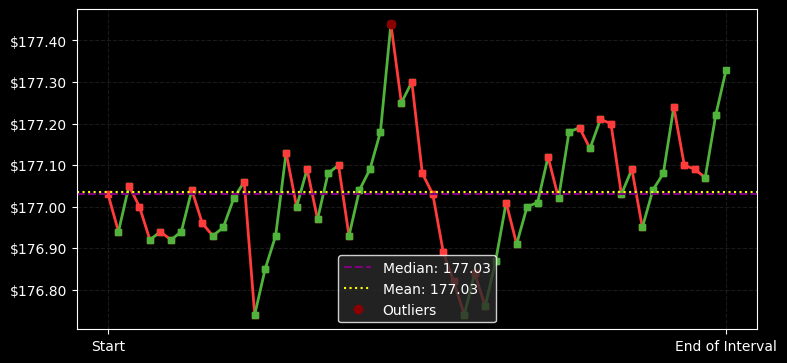 $177.40
$177.30
$177.20
$177.10
$177.00
$176.90
$176.80
Median: 177.03
Mean: 177.03
Outliers
Start
End of Interval